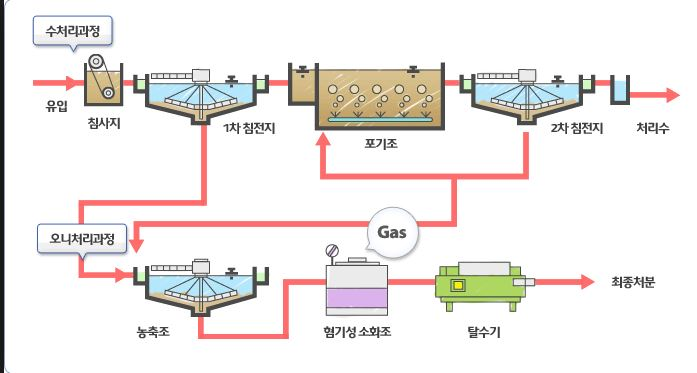 수처리과정
유입
침사지
1차 침전지
포기조
2차 침전지
처리수
오니처리과정
Gas
농축조
혐기성 소화조
탈수기
최종처분